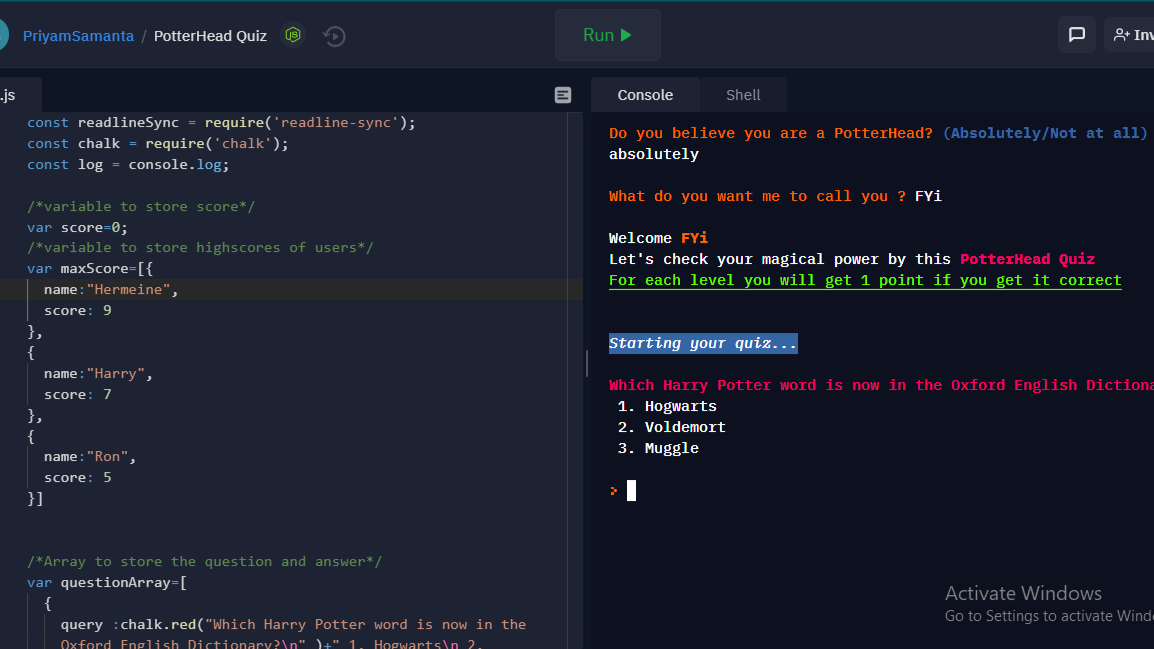 PriyamSamanta / PotterHead Quiz
Run
Inv
.js
const readlineSync = require('readline-sync');
const chalk = require('chalk');
const log = console.log;
/*variable to store score*/
var score=0;
/*variable to store highscores of users*/
var maxScore=[{
name:"Hermeine",
score: 9
},
{
name:"Harry",
score: 7
},
{
name:"Ron",
score: 5
}]
/*Array to store the question and answer*/
var questionArray=[
{
query :chalk.red("Which Harry Potter word is now in the
Oxford English Dictionary?\n" )+" 1. Hogwarts\n 2.
Console Shell
Do you believe you are a PotterHead? (Absolutely/Not at all)
absolutely
What do you want me to call you ? FYi
Welcome FYi
Let's check your magical power by this PotterHead Quiz
For each level you will get 1 point if you get it correct
Starting your quiz...
Which Harry Potter word is now in the Oxford English Dictiona
1. Hogwarts
2. Voldemort
3. Muggle
>
Activate Windows
Go to Settings to activate Windo